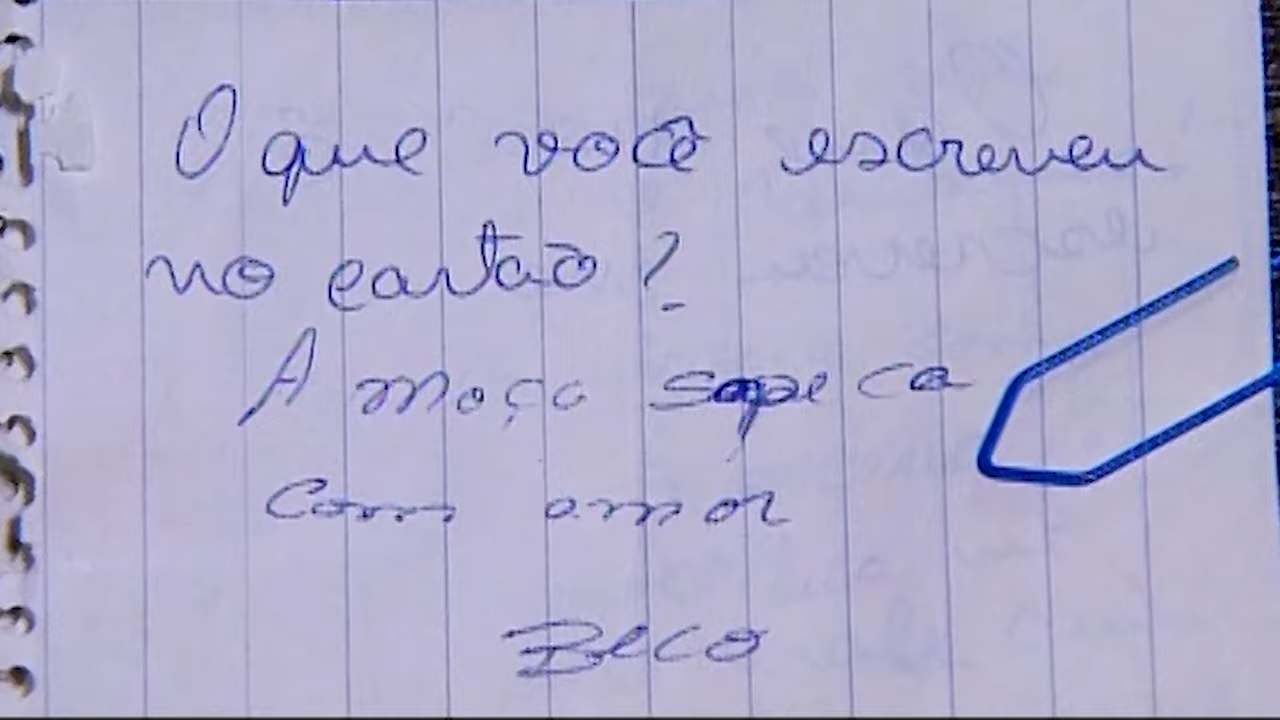 O que você escreveu
no cartão?
A moça sapeca
com amor
Beco